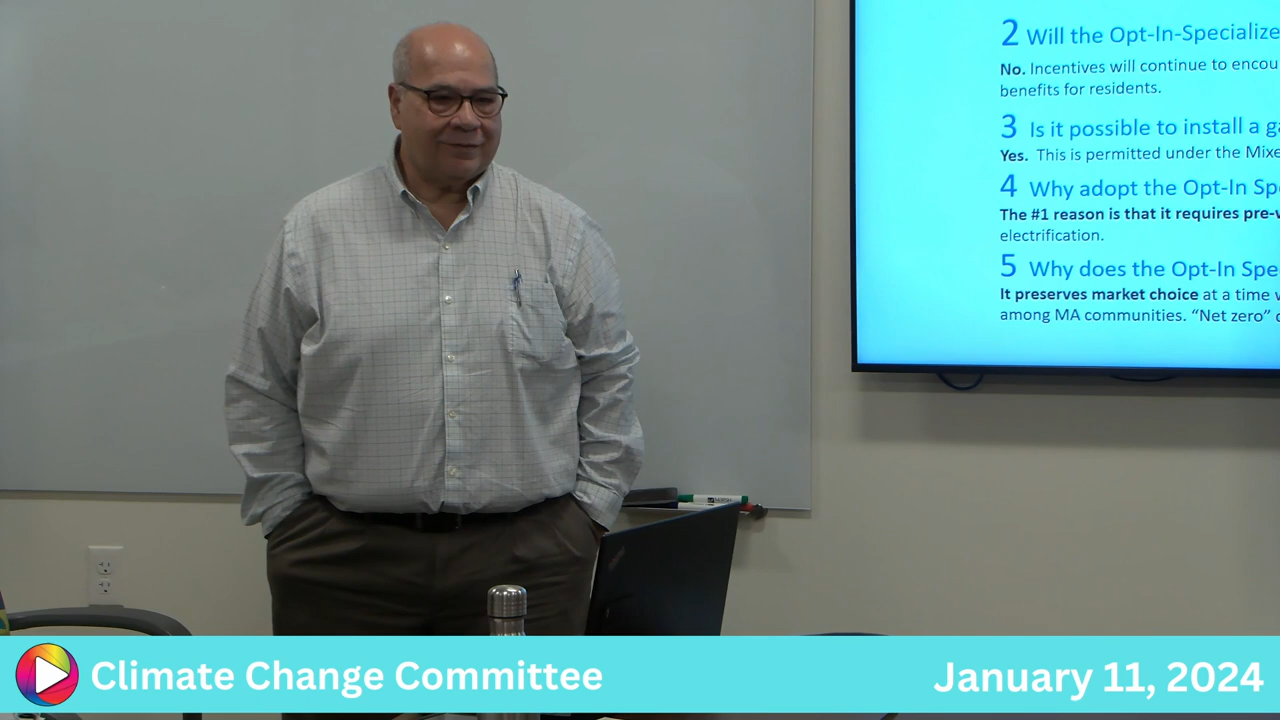 2 Will the Opt-In-Specialize
No. Incentives will continue to encou
benefits for residents.
3 Is it possible to install a
Yes. This is permitted under the Mixe
4 Why adopt the Opt-In Sp
The #1 reason is that it requires pre-
electrification.
5 Why does the Opt-In Spe
It preserves market choice at a time
among MA communities. "Net zero"
Climate Change Committee
January 11, 2024